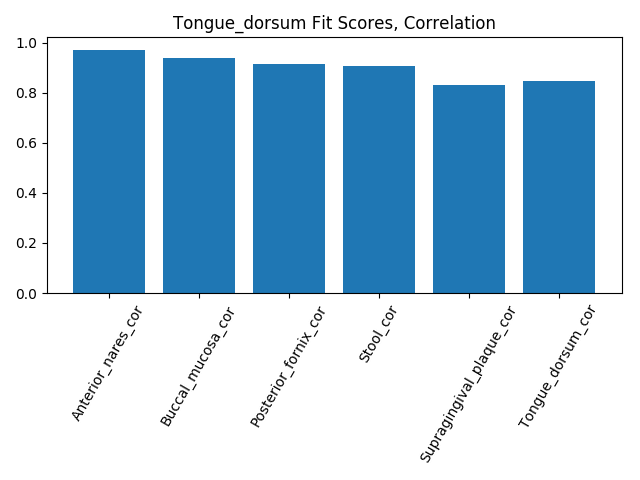 Tongue_dorsum Fit Scores, Correlation
1.0
0.8
0.6
0.4
0.2
0.0
Anterior_nares_cor
Buccal_mucosa_cor
Posterior_fornix_cor
Stool_cor
Supragingival_plaque_cor
Tongue_dorsum_cor